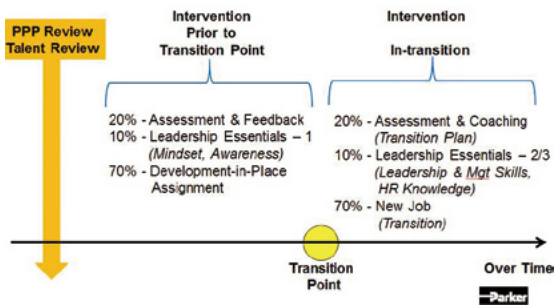 PPP Review
Talent Review
Intervention
Prior to
Transition Point
20% - Assessment & Feedback
10% - Leadership Essentials – 1
(Mindset, Awareness)
70% - Development-in-Place
Assignment
Intervention
In-transition
20% - Assessment & Coaching
(Transition Plan)
10% - Leadership Essentials – 2/3
(Leadership & Mgt Skills,
HR Knowledge)
70% - New Job
(Transition)
Transition
Point
Over Time
Parker